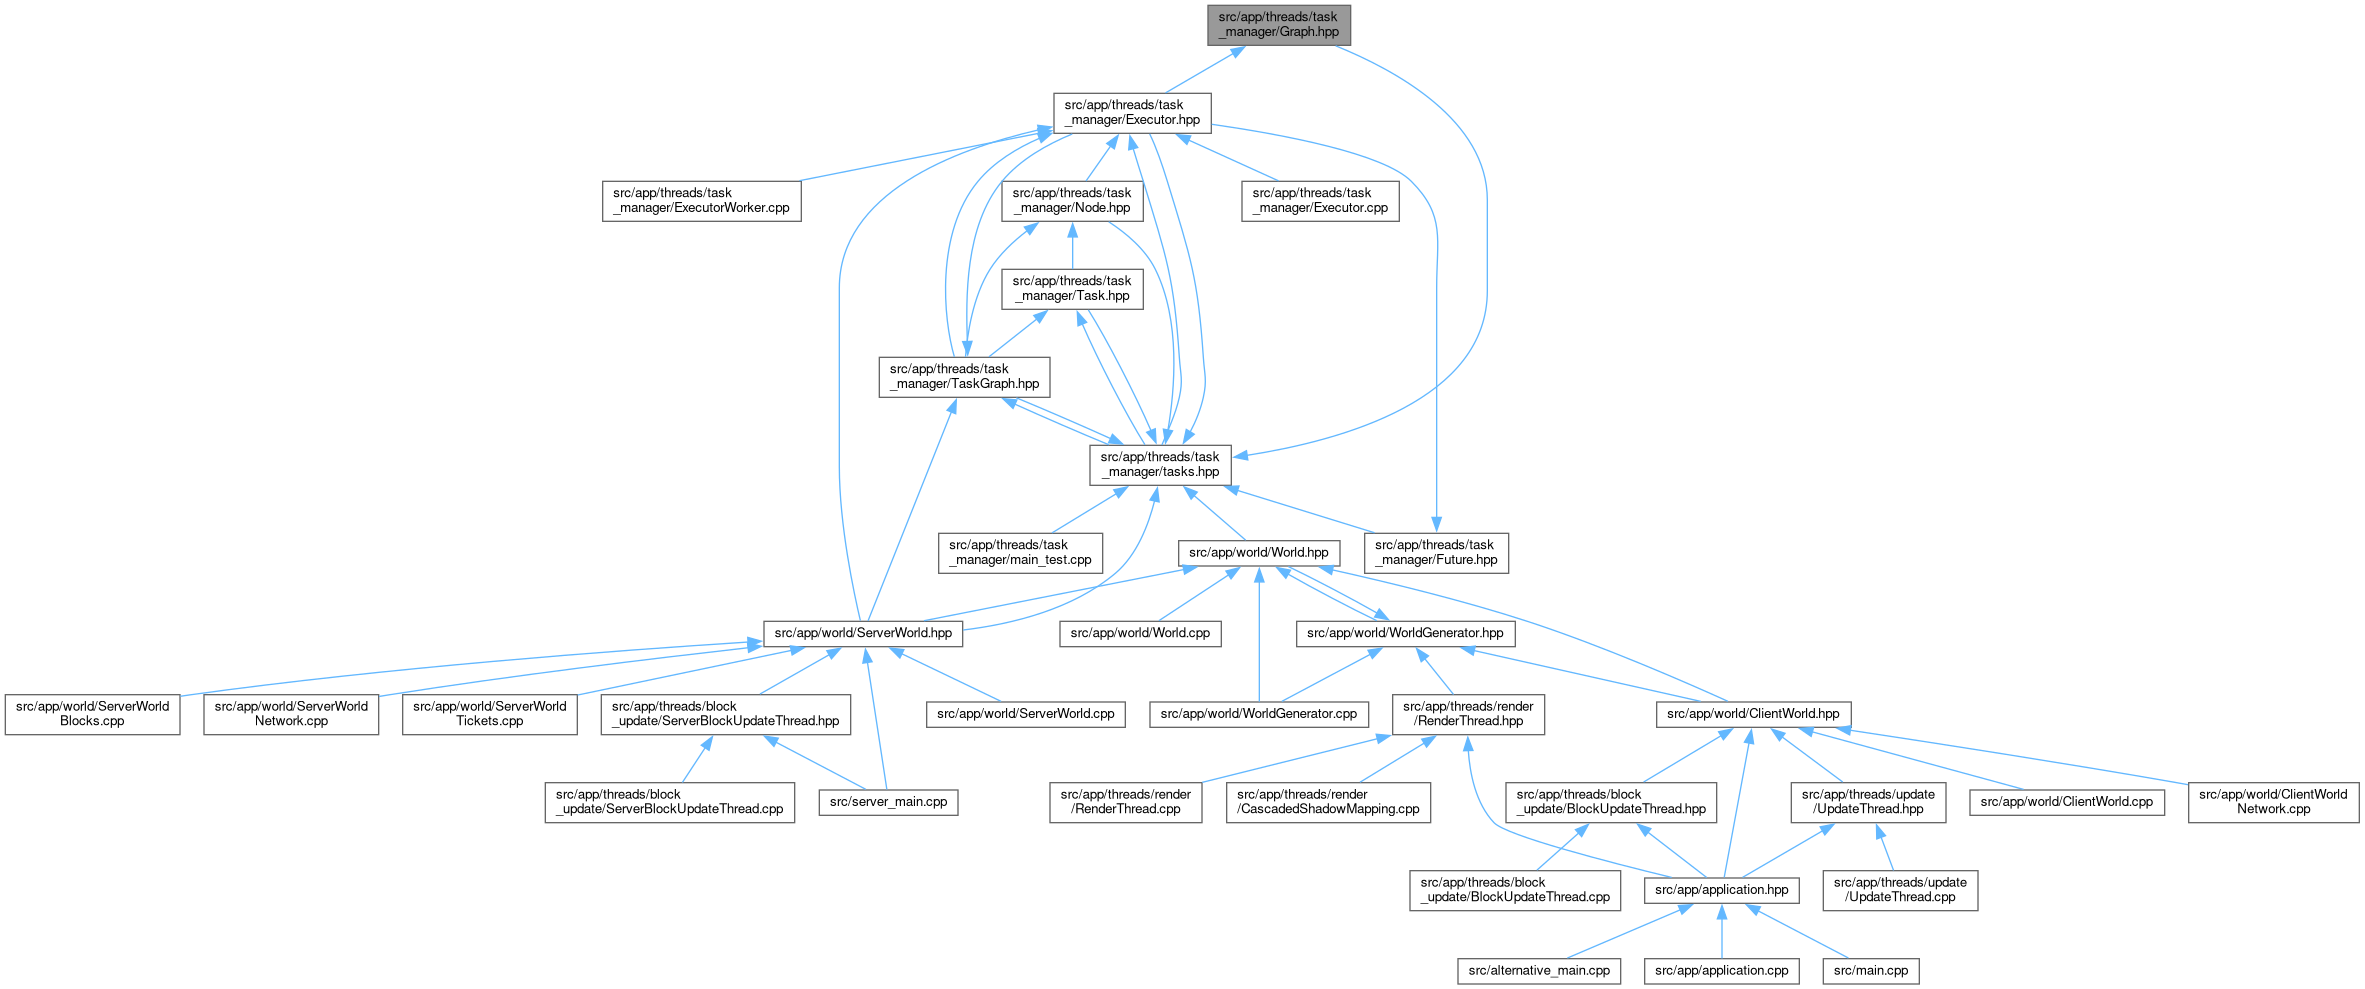 src/app/threads/task
_manager/Graph.hpp
src/app/threads/task
_manager/Executor.hpp
src/app/threads/task
_manager/ExecutorWorker.cpp
src/app/threads/task
_manager/Node.hpp
src/app/threads/task
_manager/Executor.cpp
src/app/threads/task
_manager/Task.hpp
src/app/threads/task
_manager/TaskGraph.hpp
src/app/threads/task
_manager/tasks.hpp
src/app/threads/task
_manager/main_test.cpp
src/app/world/World.hpp
src/app/threads/task
_manager/Future.hpp
src/app/world/ServerWorld.hpp
src/app/world/World.cpp
src/app/world/WorldGenerator.hpp
src/app/world/ServerWorld
Blocks.cpp
src/app/world/ServerWorld
Network.cpp
src/app/world/ServerWorld
Tickets.cpp
src/app/threads/block
_update/ServerBlockUpdateThread.hpp
src/app/world/ServerWorld.cpp
src/app/world/WorldGenerator.cpp
src/app/threads/render
/RenderThread.hpp
src/app/world/ClientWorld.hpp
src/app/threads/block
_update/ServerBlockUpdateThread.cpp
src/server_main.cpp
src/app/threads/render
/RenderThread.cpp
src/app/threads/render
/CascadedShadowMapping.cpp
src/app/threads/block
_update/BlockUpdateThread.hpp
src/app/threads/update
/UpdateThread.hpp
src/app/world/ClientWorld.cpp
src/app/world/ClientWorld
Network.cpp
src/app/threads/block
_update/BlockUpdateThread.cpp
src/app/application.hpp
src/app/threads/update
/UpdateThread.cpp
src/alternative_main.cpp
src/app/application.cpp
src/main.cpp